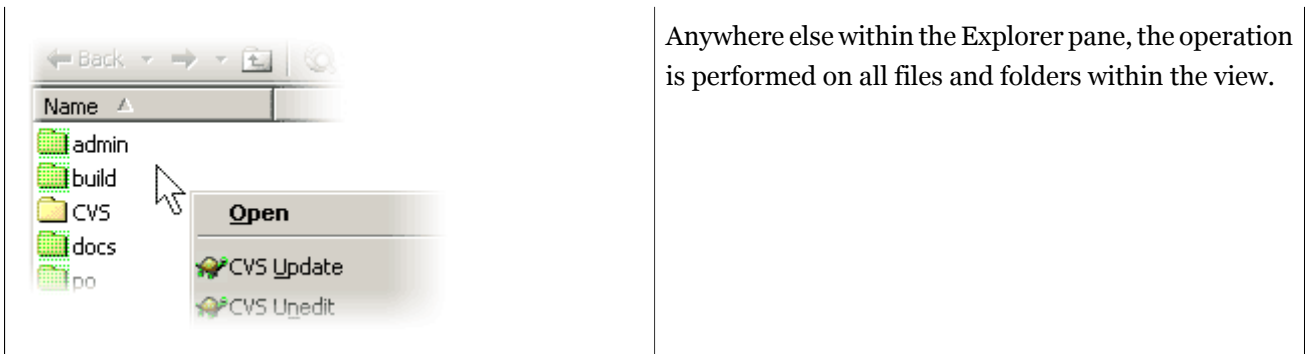 Back
Name
admin
build
CVS
docs
po
Open
CVS Update
CVS Unedit
Anywhere else within the Explorer pane, the operation
is performed on all files and folders within the view.